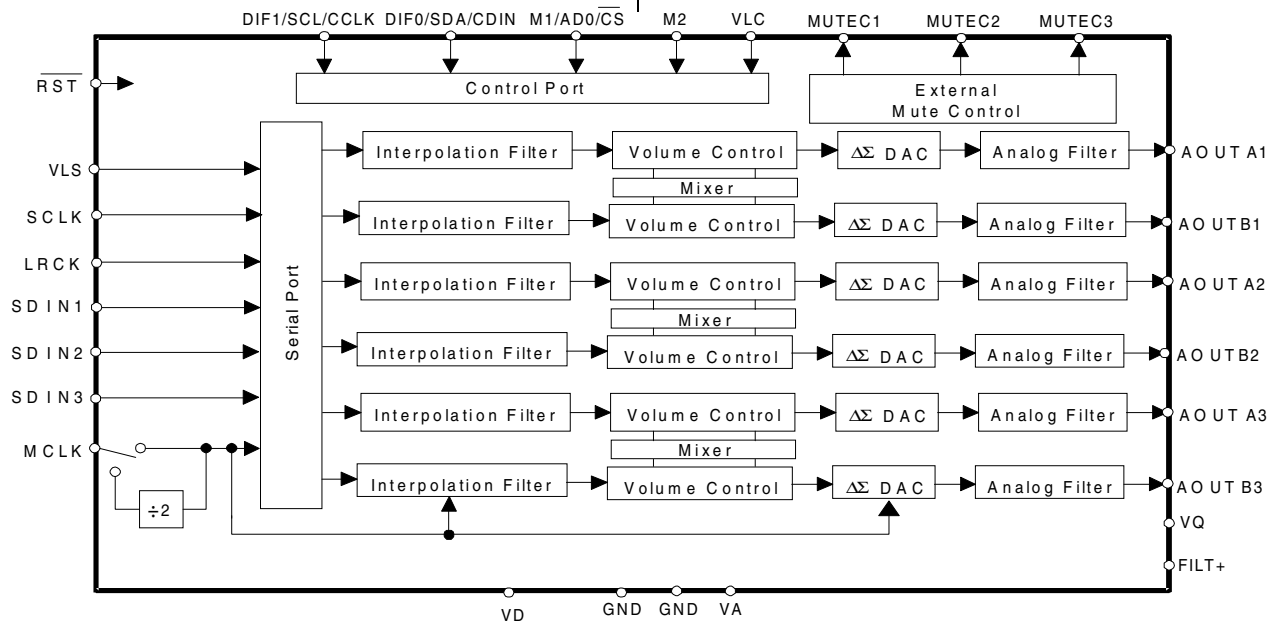 DIF1/SCL/CCLK DIF0/SDA/CDIN M1/AD0/CS M2 VLC MUTEC1 MUTEC2 MUTEC3
RST
Control Port
External
Mute Control
Serial Port
VLS
SCLK
LRCK
SDIN1
SDIN2
SDIN3
MCLK
÷2
Interpolation Filter Volume Control ΔΣ DAC Analog Filter AOUTA1
Mixer
Interpolation Filter Volume Control ΔΣ DAC Analog Filter AOUTB1
Interpolation Filter Volume Control ΔΣ DAC Analog Filter AOUTA2
Mixer
Interpolation Filter Volume Control ΔΣ DAC Analog Filter AOUTB2
Interpolation Filter Volume Control ΔΣ DAC Analog Filter AOUTA3
Mixer
Interpolation Filter Volume Control ΔΣ DAC Analog Filter AOUTB3
VQ
FILT+
VD GND GND VA